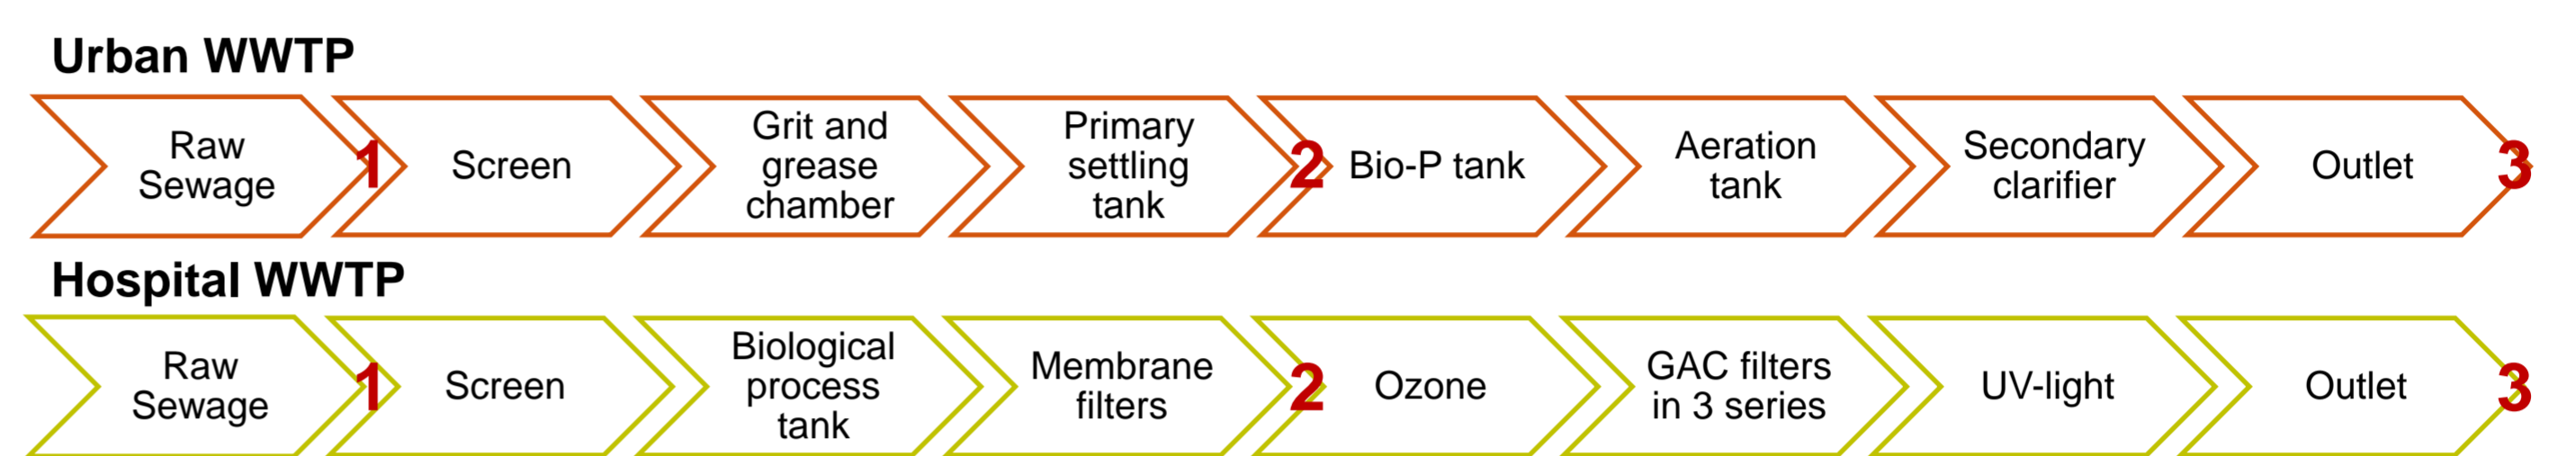 Urban WWTP
Raw
Sewage
1
Screen
Grit and
grease
chamber
Primary
settling
tank
2
Bio-P tank
Aeration
tank
Secondary
clarifier
Outlet
3
Hospital WWTP
Raw
Sewage
1
Screen
Biological
process
tank
Membrane
filters
2
Ozone
GAC filters
in 3 series
UV-light
Outlet
3